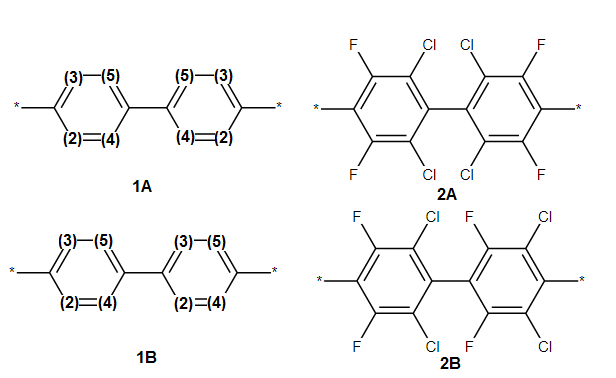 F Cl Cl F
(3) (5) (5) (3)
* * * *
(2) (4) (4) (2)
F Cl Cl F
1A 2A
F Cl F Cl
(3) (5) (3) (5)
* * * *
(2) (4) (2) (4)
F Cl F Cl
1B 2B